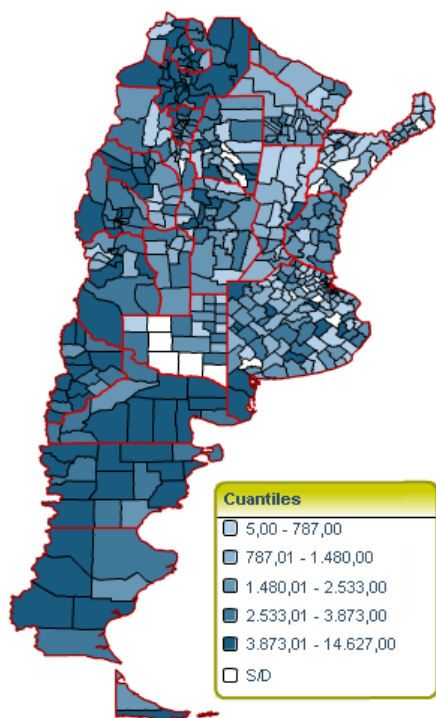 Cuantiles
5,00 - 787,00
787,01 - 1.480,00
1.480,01 - 2.533,00
2.533,01 - 3.873,00
3.873,01 - 14.627,00
S/D